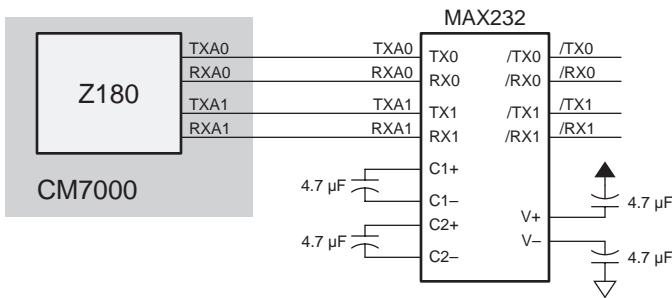 MAX232
TXA0 TXA0 TX0 /TX0 /TX0
RXA0 RXA0 RX0 /RX0 /RX0
Z180
TXA1 TXA1 TX1 /TX1 /TX1
RXA1 RXA1 RX1 /RX1 /RX1
C1+
4.7 µF
CM7000
C1–
4.7 µF
C2+
V+
4.7 µF
V–
C2–
4.7 µF